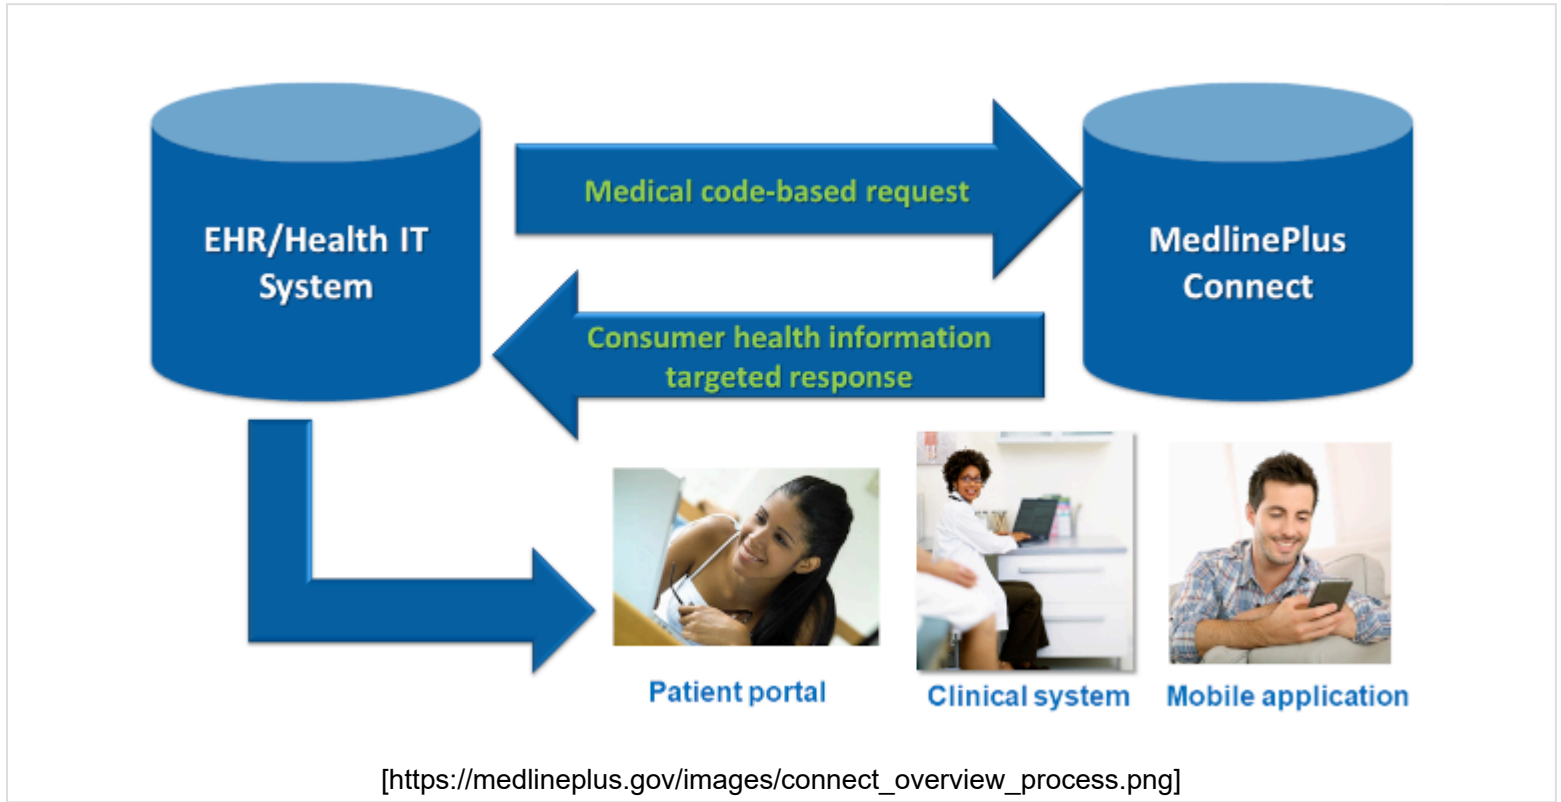 EHR/Health IT
System
Medical code-based request
MedlinePlus
Connect
Consumer health information
targeted response
Patient portal
Clinical system
Mobile application
[https://medlineplus.gov/images/connect_overview_process.png]